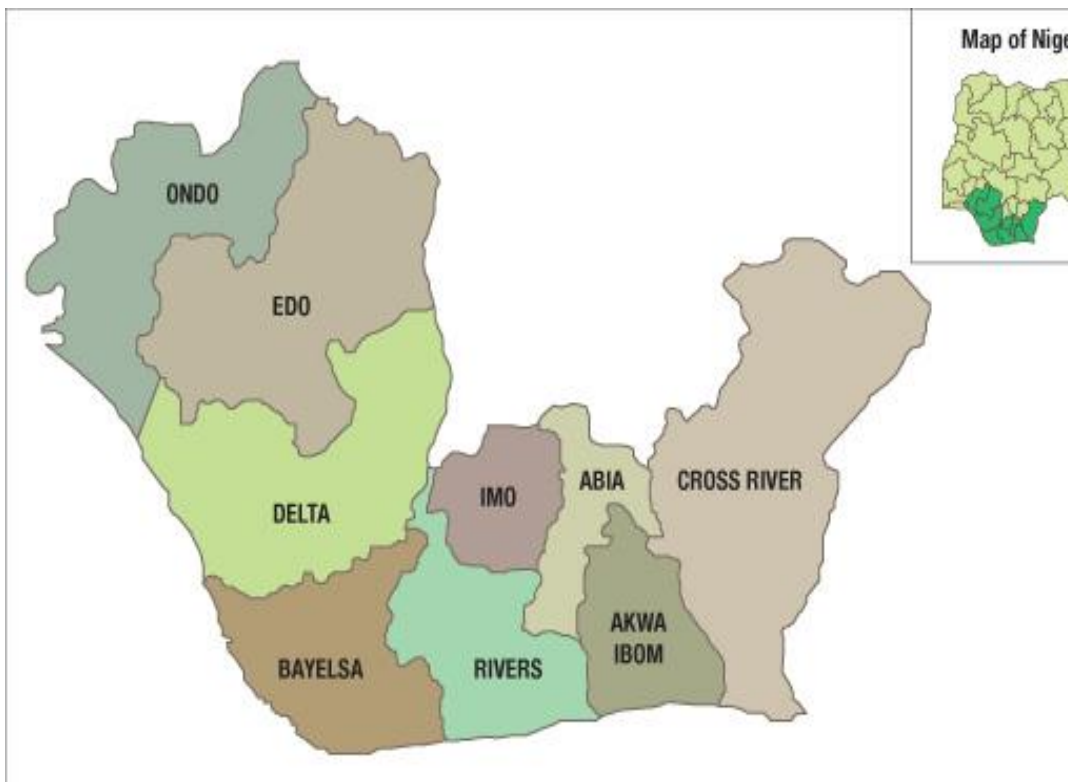 Map of Nige
ONDO
EDO
DELTA
IMO
ABIA
CROSS RIVER
AKWA
IBOM
BAYELSA
RIVERS